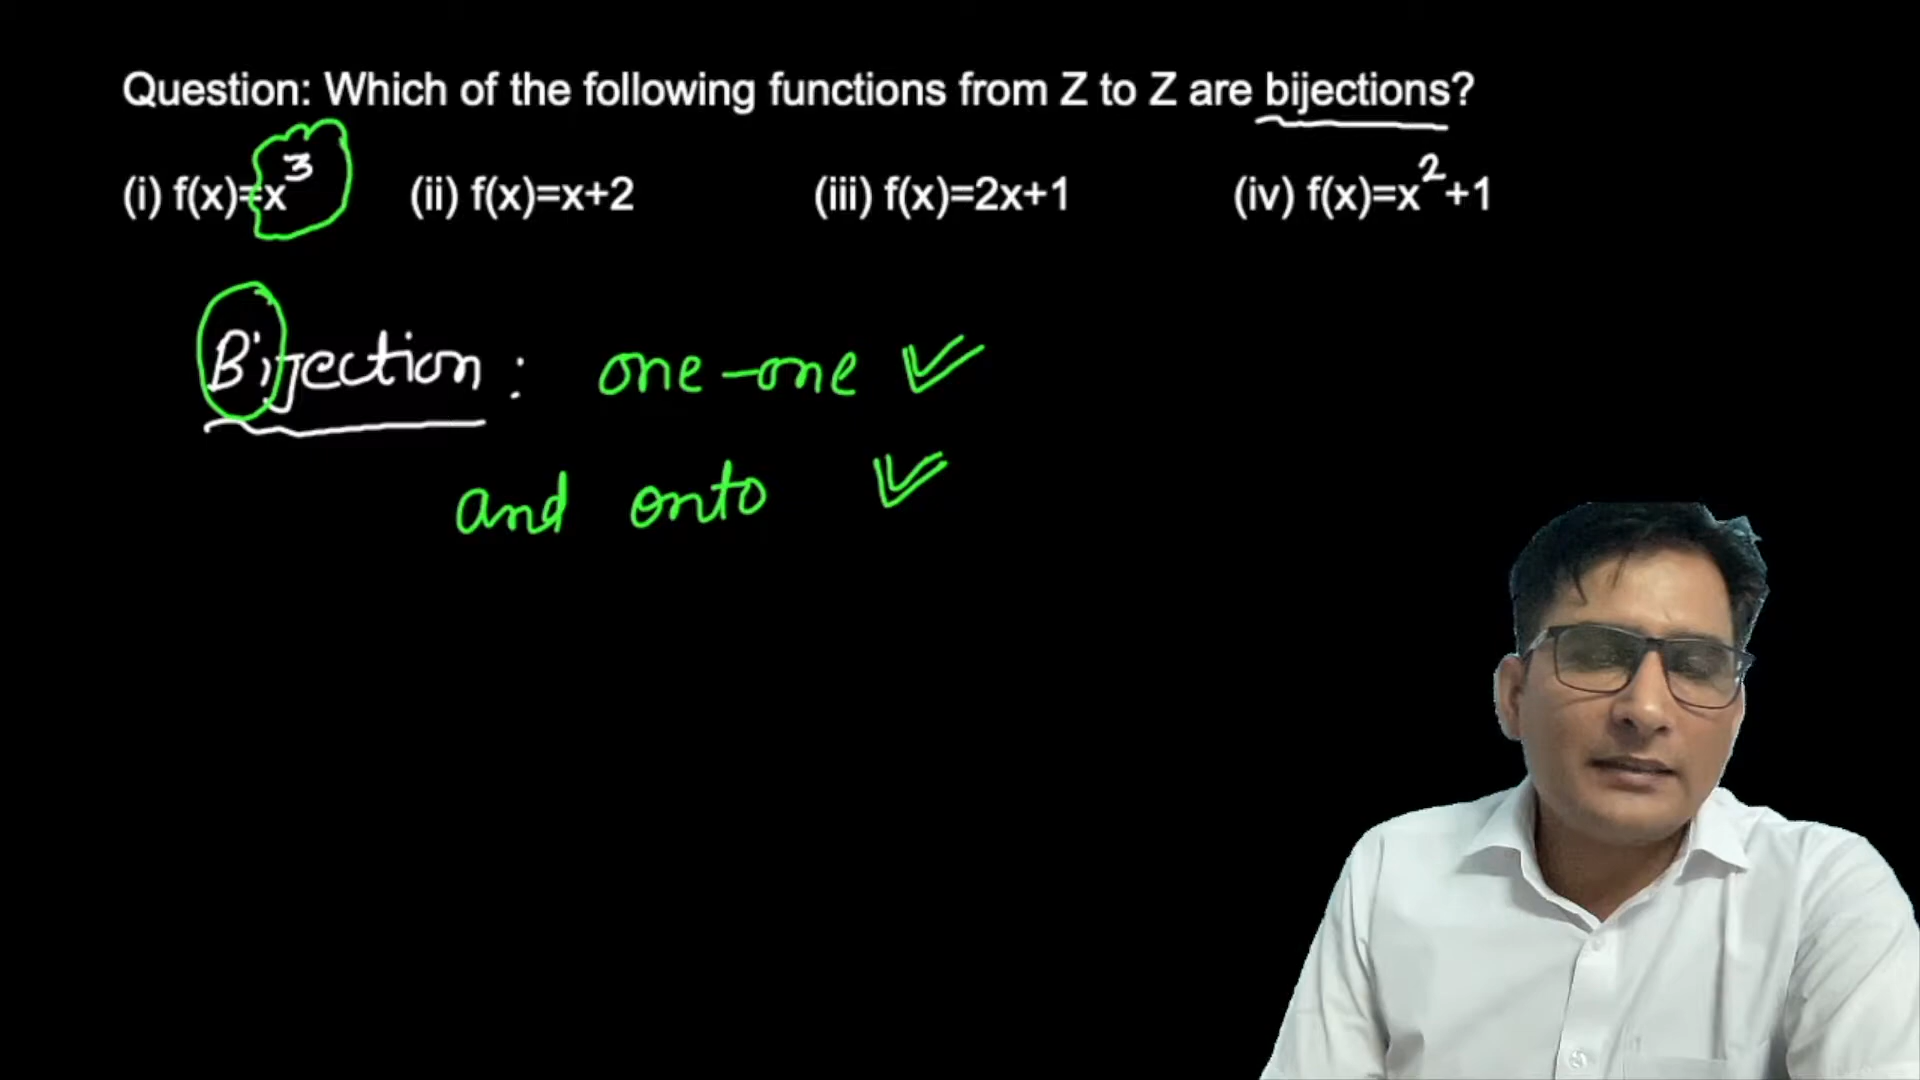 Question: Which of the following functions from Z to Z are bijections?
(i) f(x)=x³ (ii) f(x)=x+2 (iii) f(x)=2x+1 (iv) f(x)=x²+1
Bijection : one-one
and onto